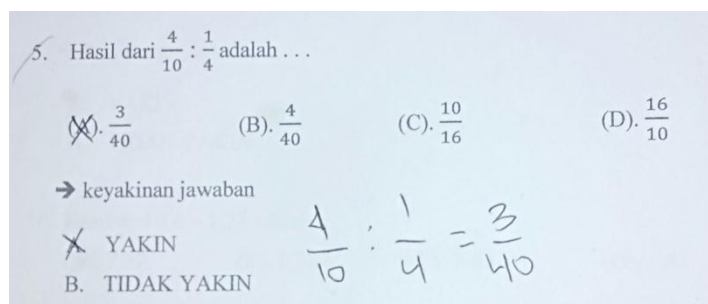 5. Hasil dari 4/10 : 1/4 adalah . . .
(A). 3/40 (B). 4/40 (C). 10/16 (D). 16/10
➔ keyakinan jawaban
A. YAKIN
B. TIDAK YAKIN
4/10 : 1/4 = 3/40